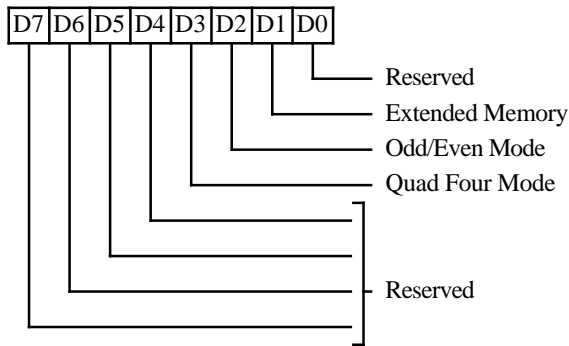 D7 D6 D5 D4 D3 D2 D1 D0
Reserved
Extended Memory
Odd/Even Mode
Quad Four Mode
Reserved